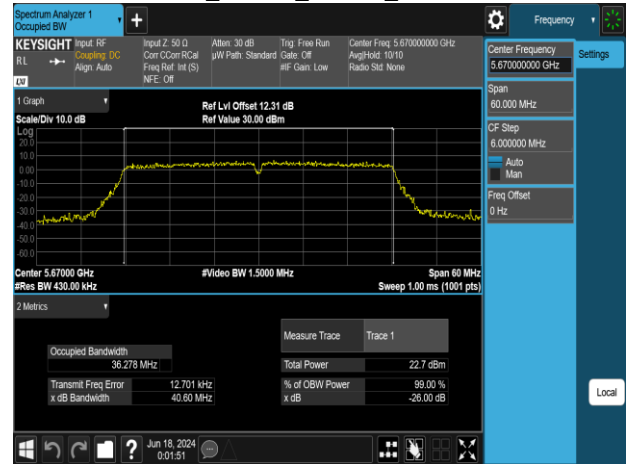 Spectrum Analyzer 1
Occupied BW
Frequency
KEYSIGHT
Input: RF
Coupling: DC
Align: Auto
Input Z: 50 Ω
Corr CCorr RCal
Freq Ref: Int (S)
NFE: Off
Atten: 30 dB
µW Path: Standard
Trig: Free Run
Gate: Off
#IF Gain: Low
Center Freq: 5.670000000 GHz
Avg|Hold: 10/10
Radio Std: None
RL
LXI
Center Frequency
5.670000000 GHz
Settings
Span
60.000 MHz
CF Step
6.000000 MHz
Auto
Man
Freq Offset
0 Hz
1 Graph
Scale/Div 10.0 dB
Ref Lvl Offset 12.31 dB
Ref Value 30.00 dBm
Log
20.0
10.0
0.00
-10.0
-20.0
-30.0
-40.0
-50.0
-60.0
Center 5.67000 GHz
#Video BW 1.5000 MHz
Span 60 MHz
#Res BW 430.00 kHz
Sweep 1.00 ms (1001 pts)
2 Metrics
Measure Trace
Trace 1
Occupied Bandwidth
36.278 MHz
Total Power
22.7 dBm
Transmit Freq Error
12.701 kHz
% of OBW Power
99.00 %
x dB Bandwidth
40.60 MHz
x dB
-26.00 dB
Local
Jun 18, 2024
0:01:51